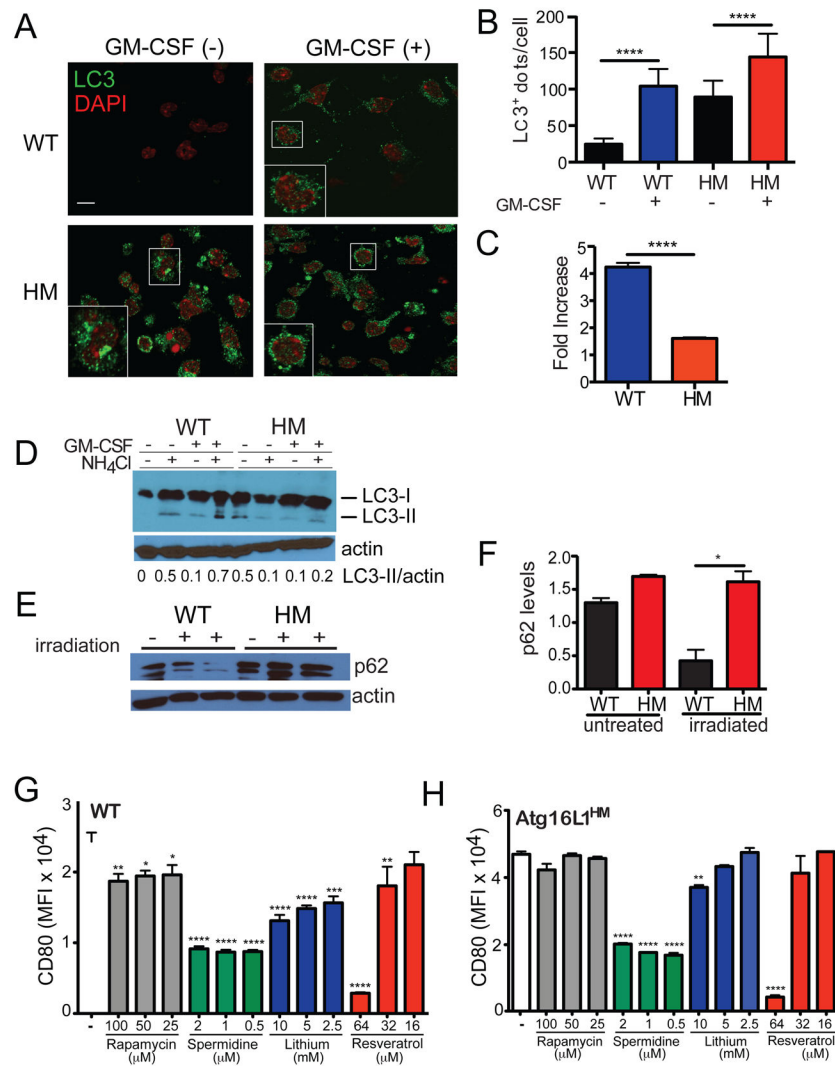 A
GM-CSF (-) GM-CSF (+)
LC3
DAPI
WT
HM
B
LC3+ dots/cell
200
150
100
50
0
**** ****
WT WT HM HM
GM-CSF - + - +
C
Fold Increase
5
4
3
2
1
0
****
WT HM
D
WT HM
GM-CSF - - + + - - + +
NH4Cl - + - + - + - +
LC3-I
LC3-II
actin
0 0.5 0.1 0.7 0.5 0.1 0.1 0.2 LC3-II/actin
E
WT HM
irradiation - + + - + +
p62
actin
F
p62 levels
2.0
1.5
1.0
0.5
0.0
*
WT HM WT HM
untreated irradiated
G
WT
CD80 (MFI x 10⁴)
3
2
1
0
** * * **** **** **** **** **** *** **** **
- 100 50 25 2 1 0.5 10 5 2.5 64 32 16
Rapamycin Spermidine Lithium Resveratrol
(µM) (µM) (mM) (µM)
H
Atg16L1ᴴᴹ
CD80 (MFI x 10⁴)
6
4
2
0
**** **** **** ** ****
- 100 50 25 2 1 0.5 10 5 2.5 64 32 16
Rapamycin Spermidine Lithium Resveratrol
(µM) (µM) (mM) (µM)